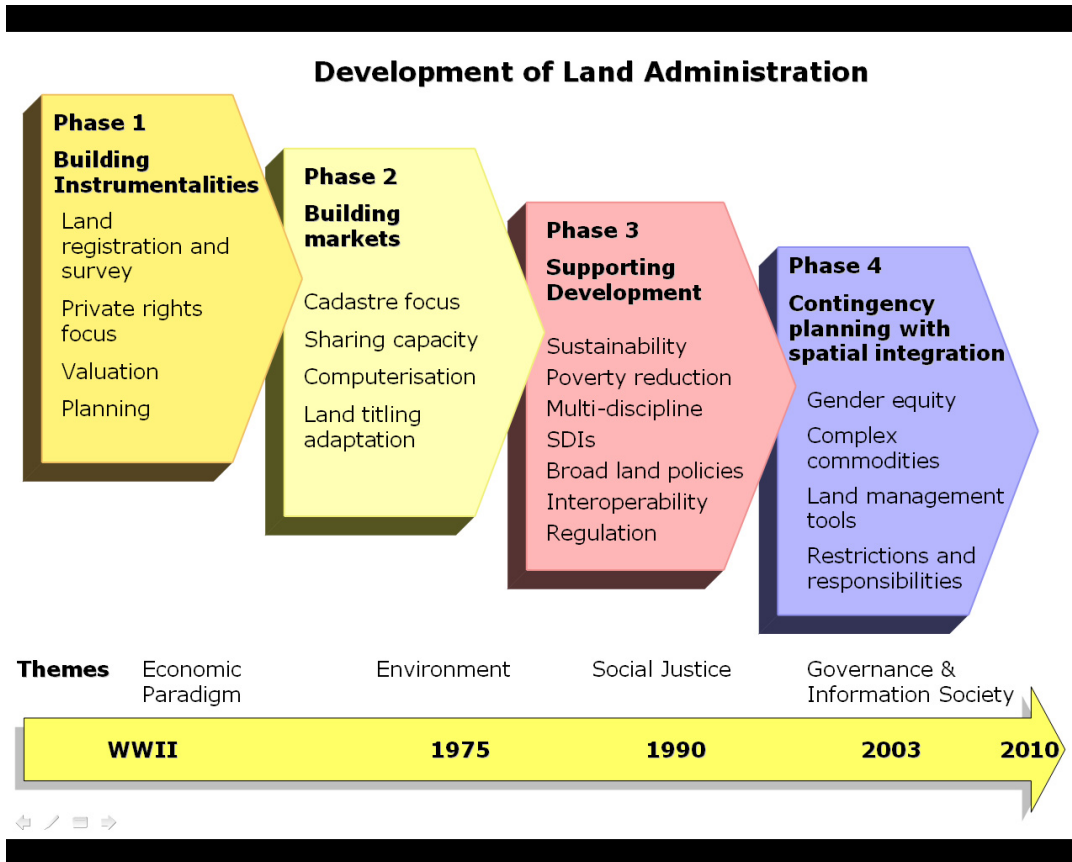 Development of Land Administration
Phase 1
Building
Instrumentalities
Land
registration and
survey
Private rights
focus
Valuation
Planning
Phase 2
Building
markets
Cadastre focus
Sharing capacity
Computerisation
Land titling
adaptation
Phase 3
Supporting
Development
Sustainability
Poverty reduction
Multi-discipline
SDIs
Broad land policies
Interoperability
Regulation
Phase 4
Contingency
planning with
spatial integration
Gender equity
Complex
commodities
Land management
tools
Restrictions and
responsibilities
Themes
Economic
Paradigm
Environment
Social Justice
Governance &
Information Society
WWII 1975 1990 2003 2010